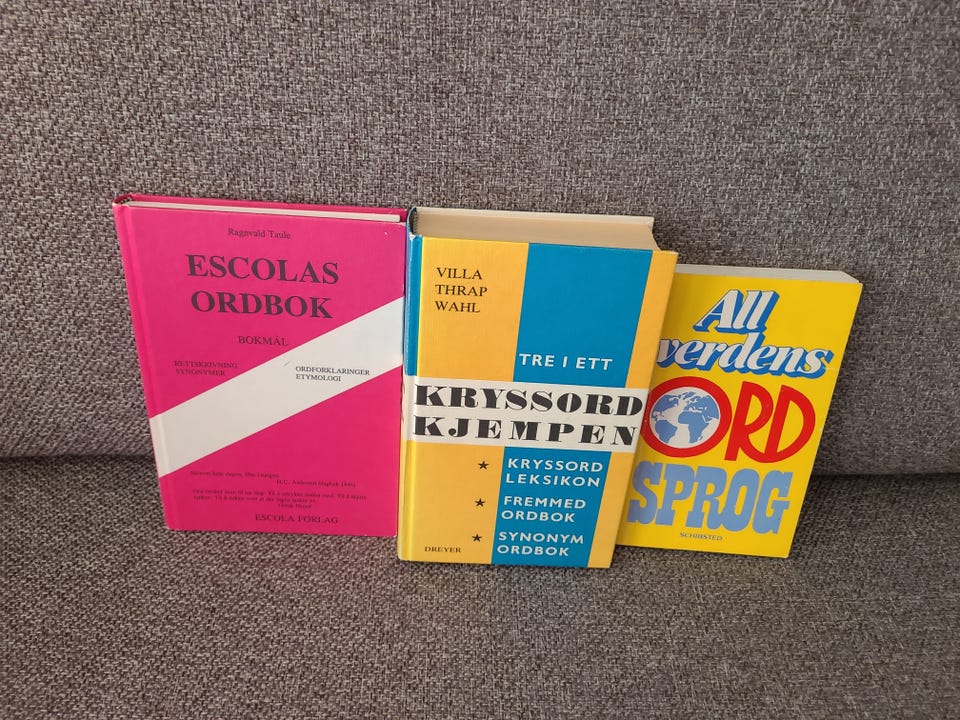 Ragnvald Taule
ESCOLAS
ORDBOK
BOKMÅL
RETTSKRIVNING
SYNONYMER
ORDFORKLARINGER
ETYMOLOGI
H.C. Andersen
ESCOLA FORLAG
VILLA
THRAP
WAHL
TRE I ETT
KRYSSORD
KJEMPEN
★ KRYSSORD
LEKSIKON
★ FREMMED
ORDBOK
★ SYNONYM
ORDBOK
DREYER
All
verdens
ORD
SPROG
SCHIBSTED